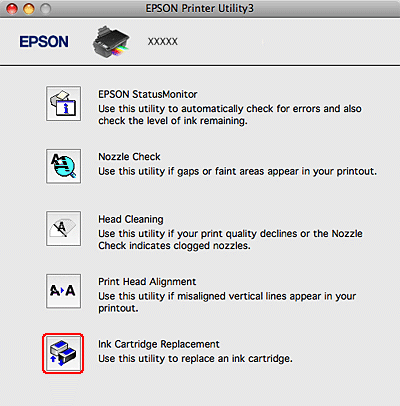 EPSON Printer Utility3
EPSON XXXXX
EPSON StatusMonitor
Use this utility to automatically check for errors and also
check the level of ink remaining.
Nozzle Check
Use this utility if gaps or faint areas appear in your printout.
Head Cleaning
Use this utility if your print quality declines or the Nozzle
Check indicates clogged nozzles.
Print Head Alignment
Use this utility if misaligned vertical lines appear in your
printout.
Ink Cartridge Replacement
Use this utility to replace an ink cartridge.